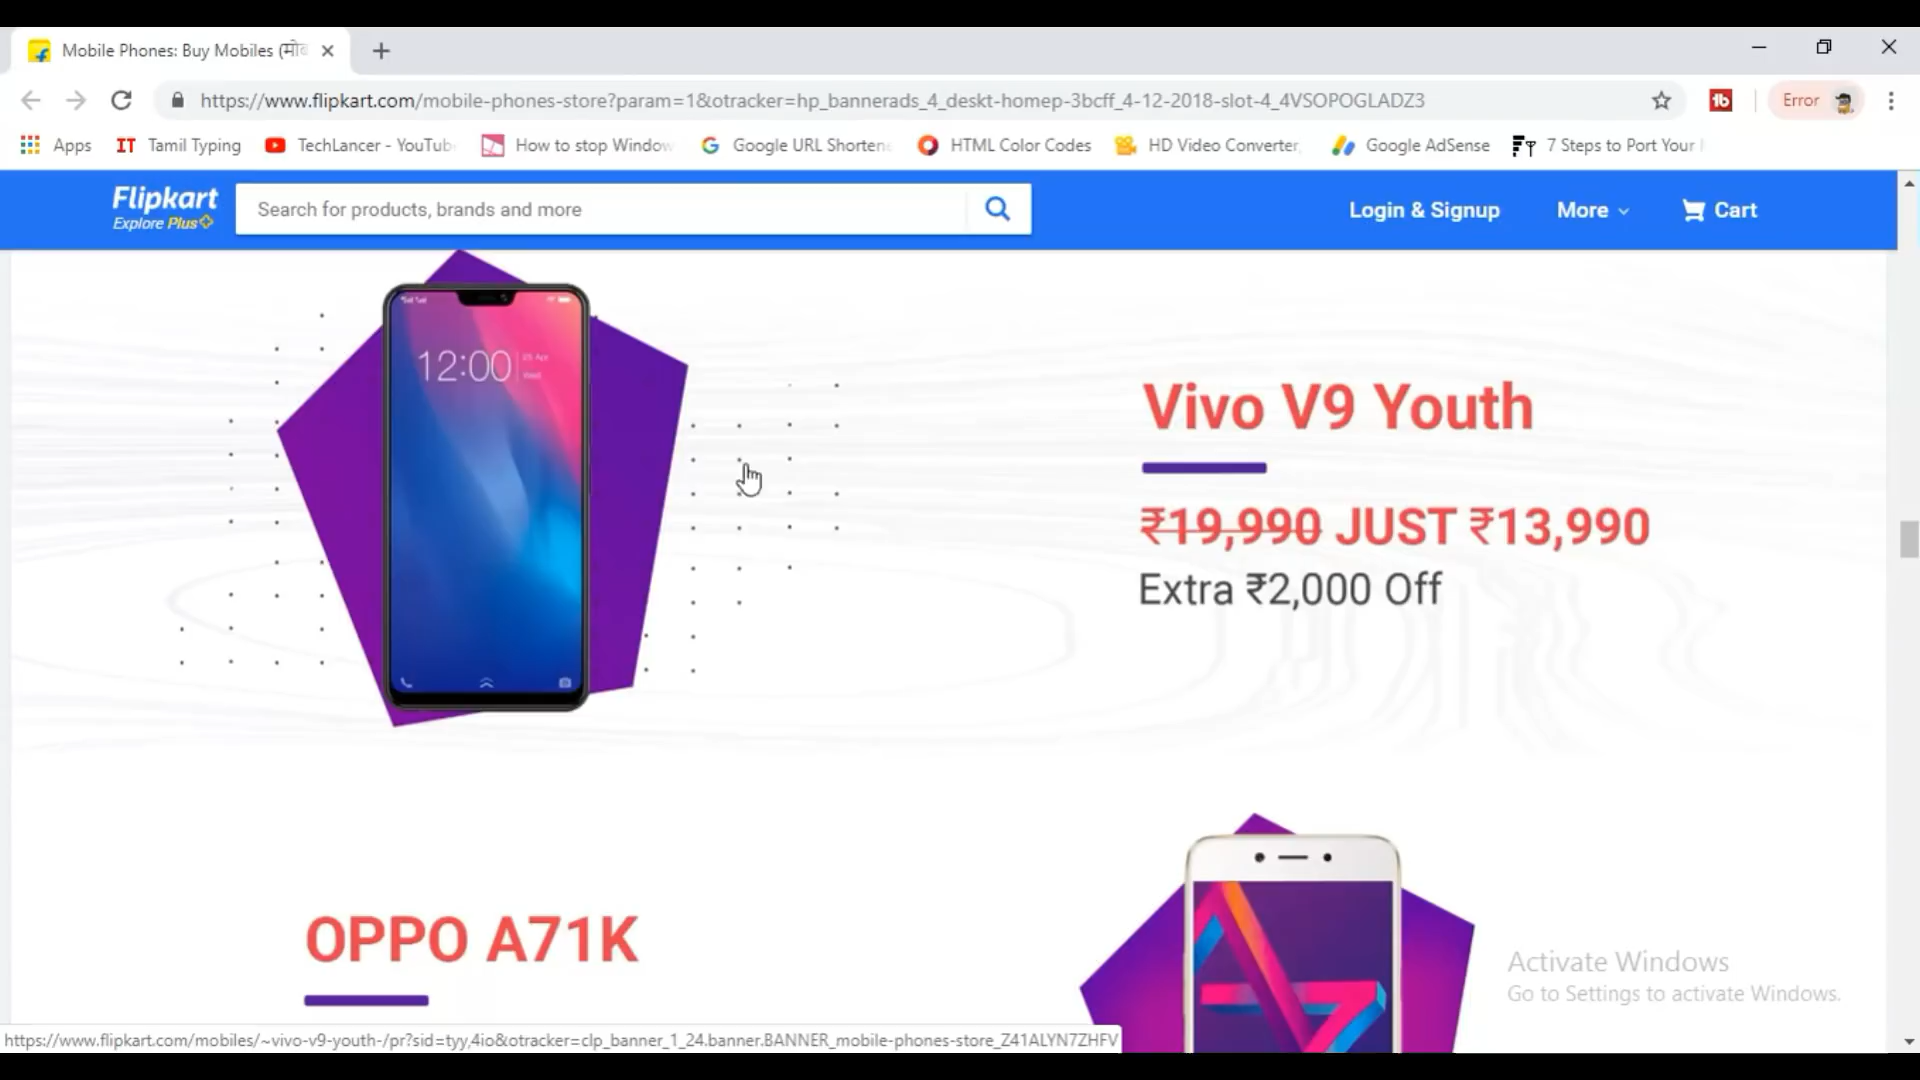 Mobile Phones: Buy Mobiles (मोब
https://www.flipkart.com/mobile-phones-store?param=1&otracker=hp_bannerads_4_deskt-homep-3bcff_4-12-2018-slot-4_4VSOPOGLADZ3
Error
Apps
IT Tamil Typing
TechLancer - YouTub
How to stop Window
Google URL Shortene
HTML Color Codes
HD Video Converter,
Google AdSense
7 Steps to Port Your
Flipkart
Explore Plus
Search for products, brands and more
Login & Signup
More
Cart
12:00
05 Apr
Wed
Vivo V9 Youth
₹19,990 JUST ₹13,990
Extra ₹2,000 Off
OPPO A71K
Activate Windows
Go to Settings to activate Windows.
https://www.flipkart.com/mobiles/~vivo-v9-youth-/pr?sid=tyy,4io&otracker=clp_banner_1_24.banner.BANNER_mobile-phones-store_Z41ALYN7ZHFV